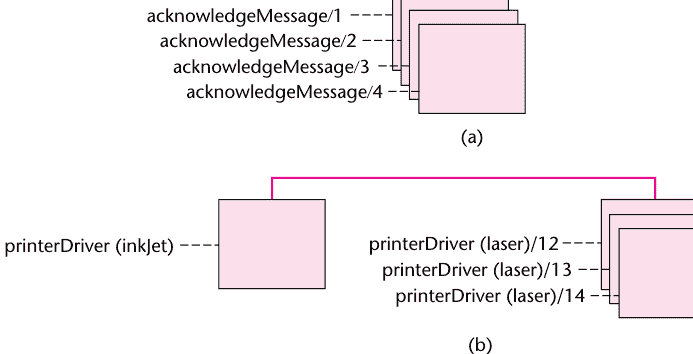 acknowledgeMessage/1
acknowledgeMessage/2
acknowledgeMessage/3
acknowledgeMessage/4
(a)
printerDriver (inkJet)
printerDriver (laser)/12
printerDriver (laser)/13
printerDriver (laser)/14
(b)